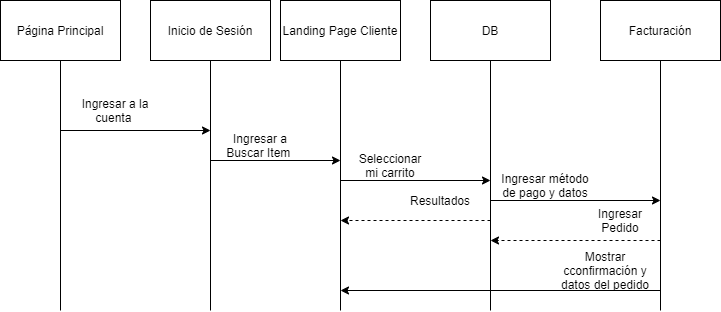 Página Principal
Inicio de Sesión
Landing Page Cliente
DB
Facturación
Ingresar a la
cuenta
Ingresar a
Buscar Item
Seleccionar
mi carrito
Ingresar método
de pago y datos
Resultados
Ingresar
Pedido
Mostrar
cconfirmación y
datos del pedido